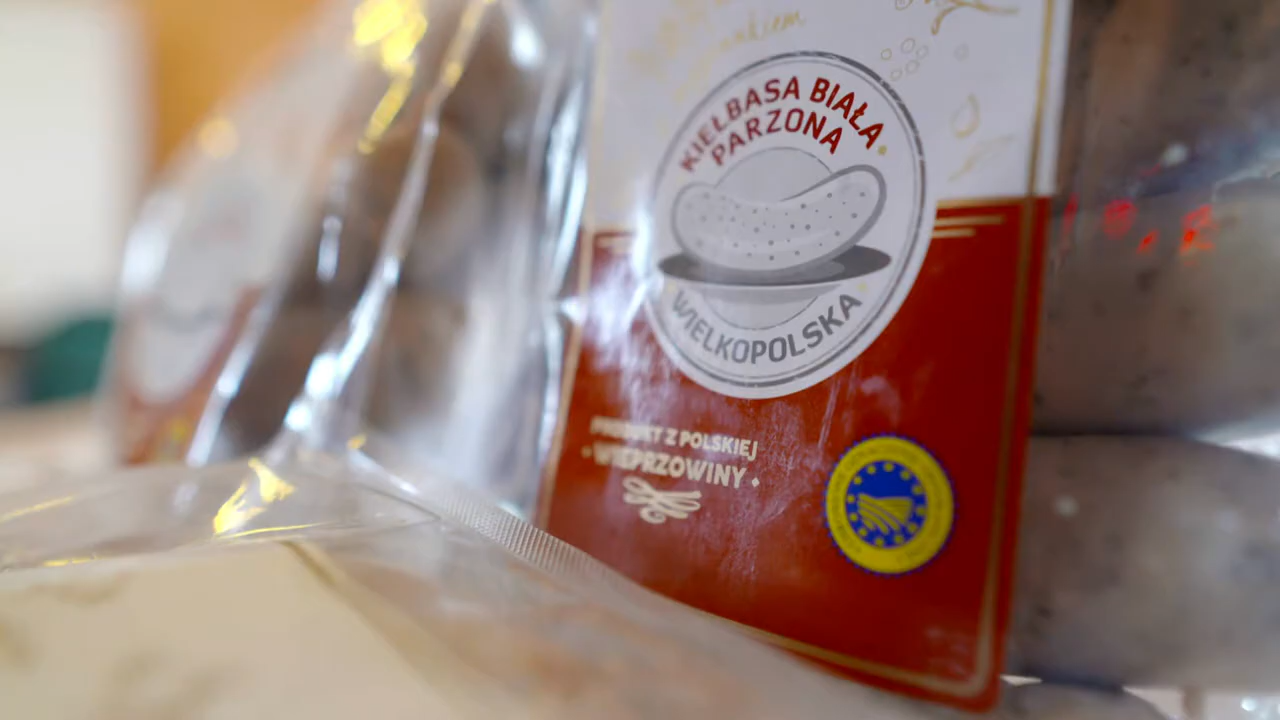 KIEŁBASA BIAŁA
PARZONA
WIELKOPOLSKA
PRODUKT Z POLSKIEJ
• WIEPRZOWINY •